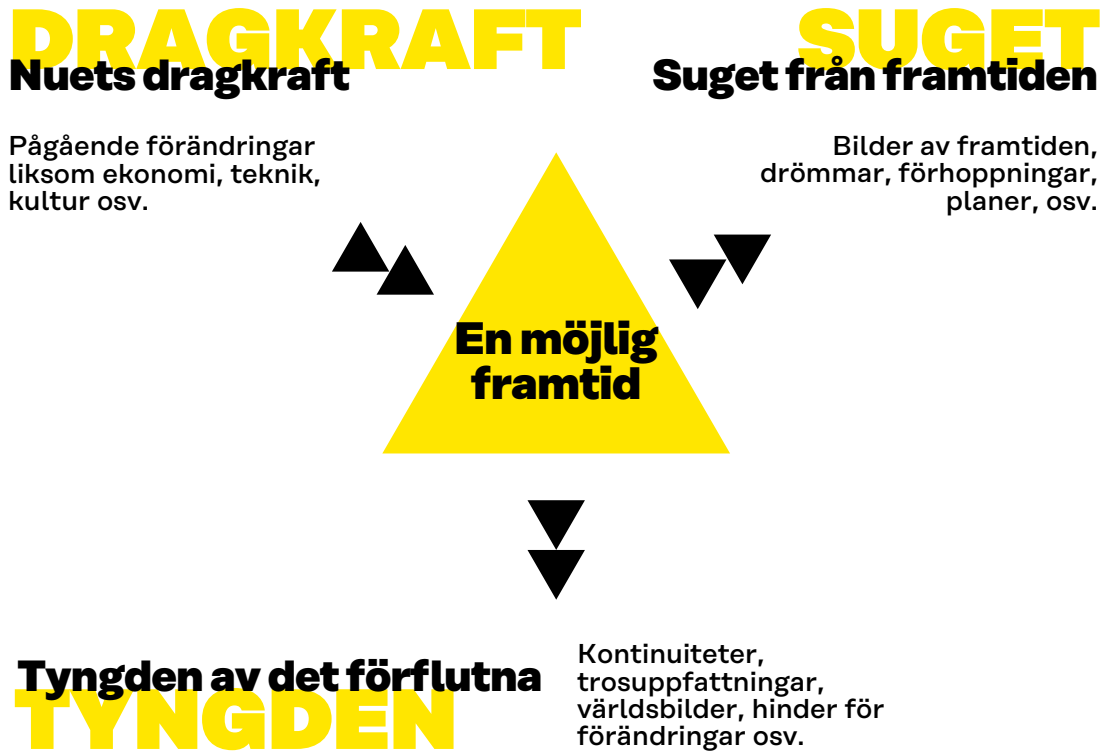 DRAGKRAFT
Nuets dragkraft
Pågående förändringar
liksom ekonomi, teknik,
kultur osv.
SUGET
Suget från framtiden
Bilder av framtiden,
drömmar, förhoppningar,
planer, osv.
En möjlig
framtid
Tyngden av det förflutna
TYNGDEN
Kontinuiteter,
trosuppfattningar,
världsbilder, hinder för
förändringar osv.